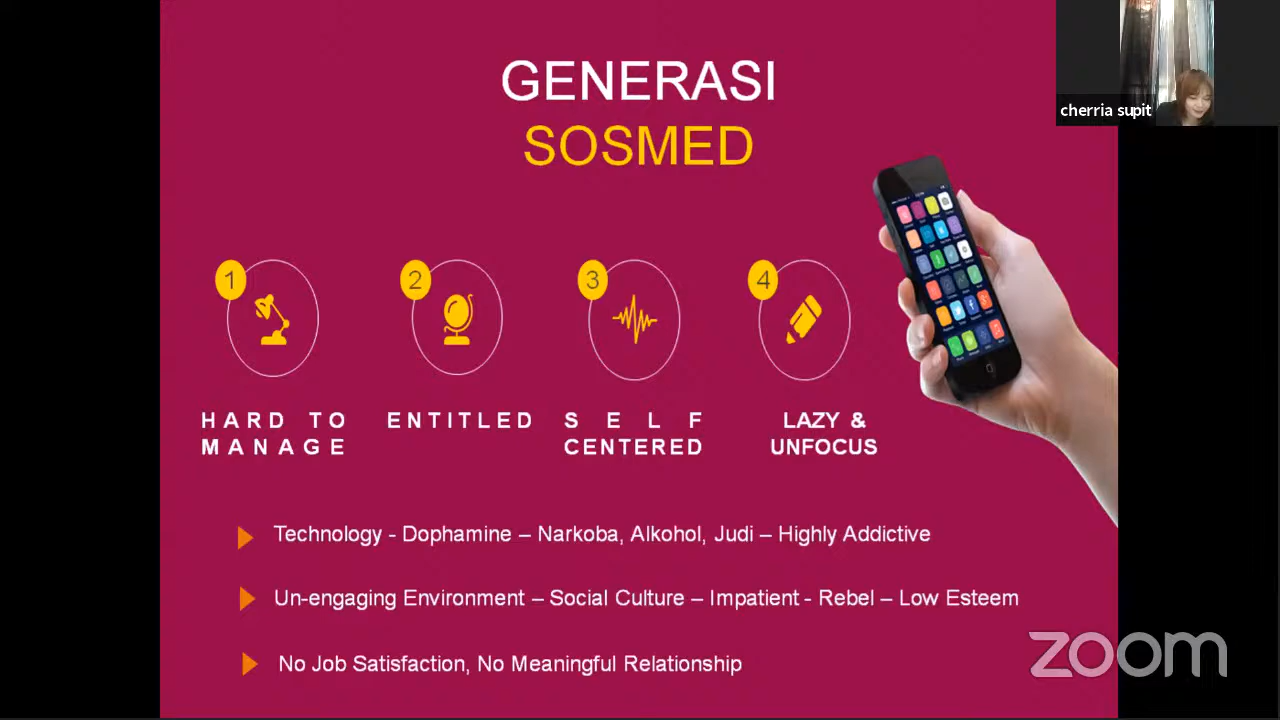 GENERASI
SOSMED
cherria supit
1
2
3
4
HARD TO
MANAGE
ENTITLED
SELF
CENTERED
LAZY &
UNFOCUS
Technology - Dophamine – Narkoba, Alkohol, Judi – Highly Addictive
Un-engaging Environment – Social Culture – Impatient - Rebel – Low Esteem
No Job Satisfaction, No Meaningful Relationship
zoom